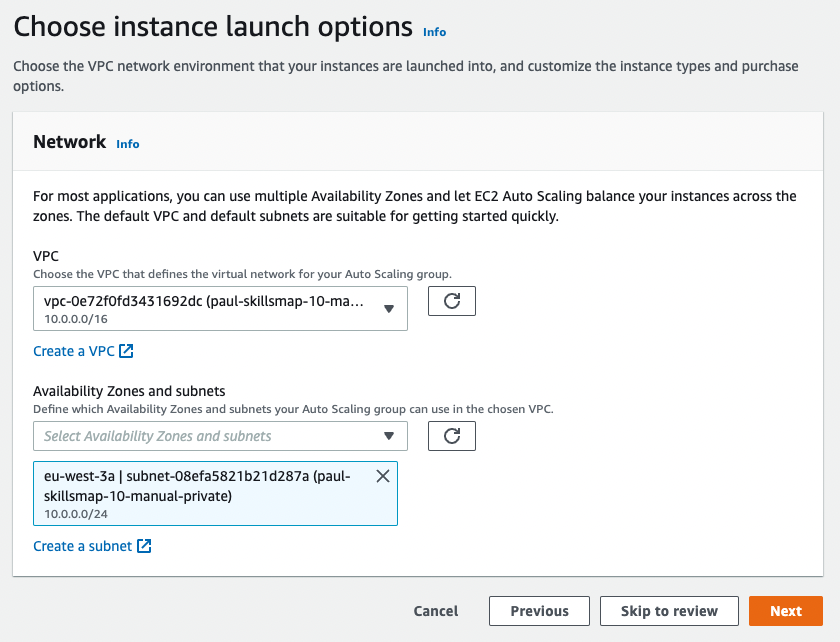 Choose instance launch options Info
Choose the VPC network environment that your instances are launched into, and customize the instance types and purchase
options.
Network Info
For most applications, you can use multiple Availability Zones and let EC2 Auto Scaling balance your instances across the
zones. The default VPC and default subnets are suitable for getting started quickly.
VPC
Choose the VPC that defines the virtual network for your Auto Scaling group.
vpc-0e72f0fd3431692dc (paul-skillsmap-10-ma...
10.0.0.0/16
Create a VPC
Availability Zones and subnets
Define which Availability Zones and subnets your Auto Scaling group can use in the chosen VPC.
Select Availability Zones and subnets
eu-west-3a | subnet-08efa5821b21d287a (paul-
skillsmap-10-manual-private)
10.0.0.0/24
Create a subnet
Cancel Previous Skip to review Next